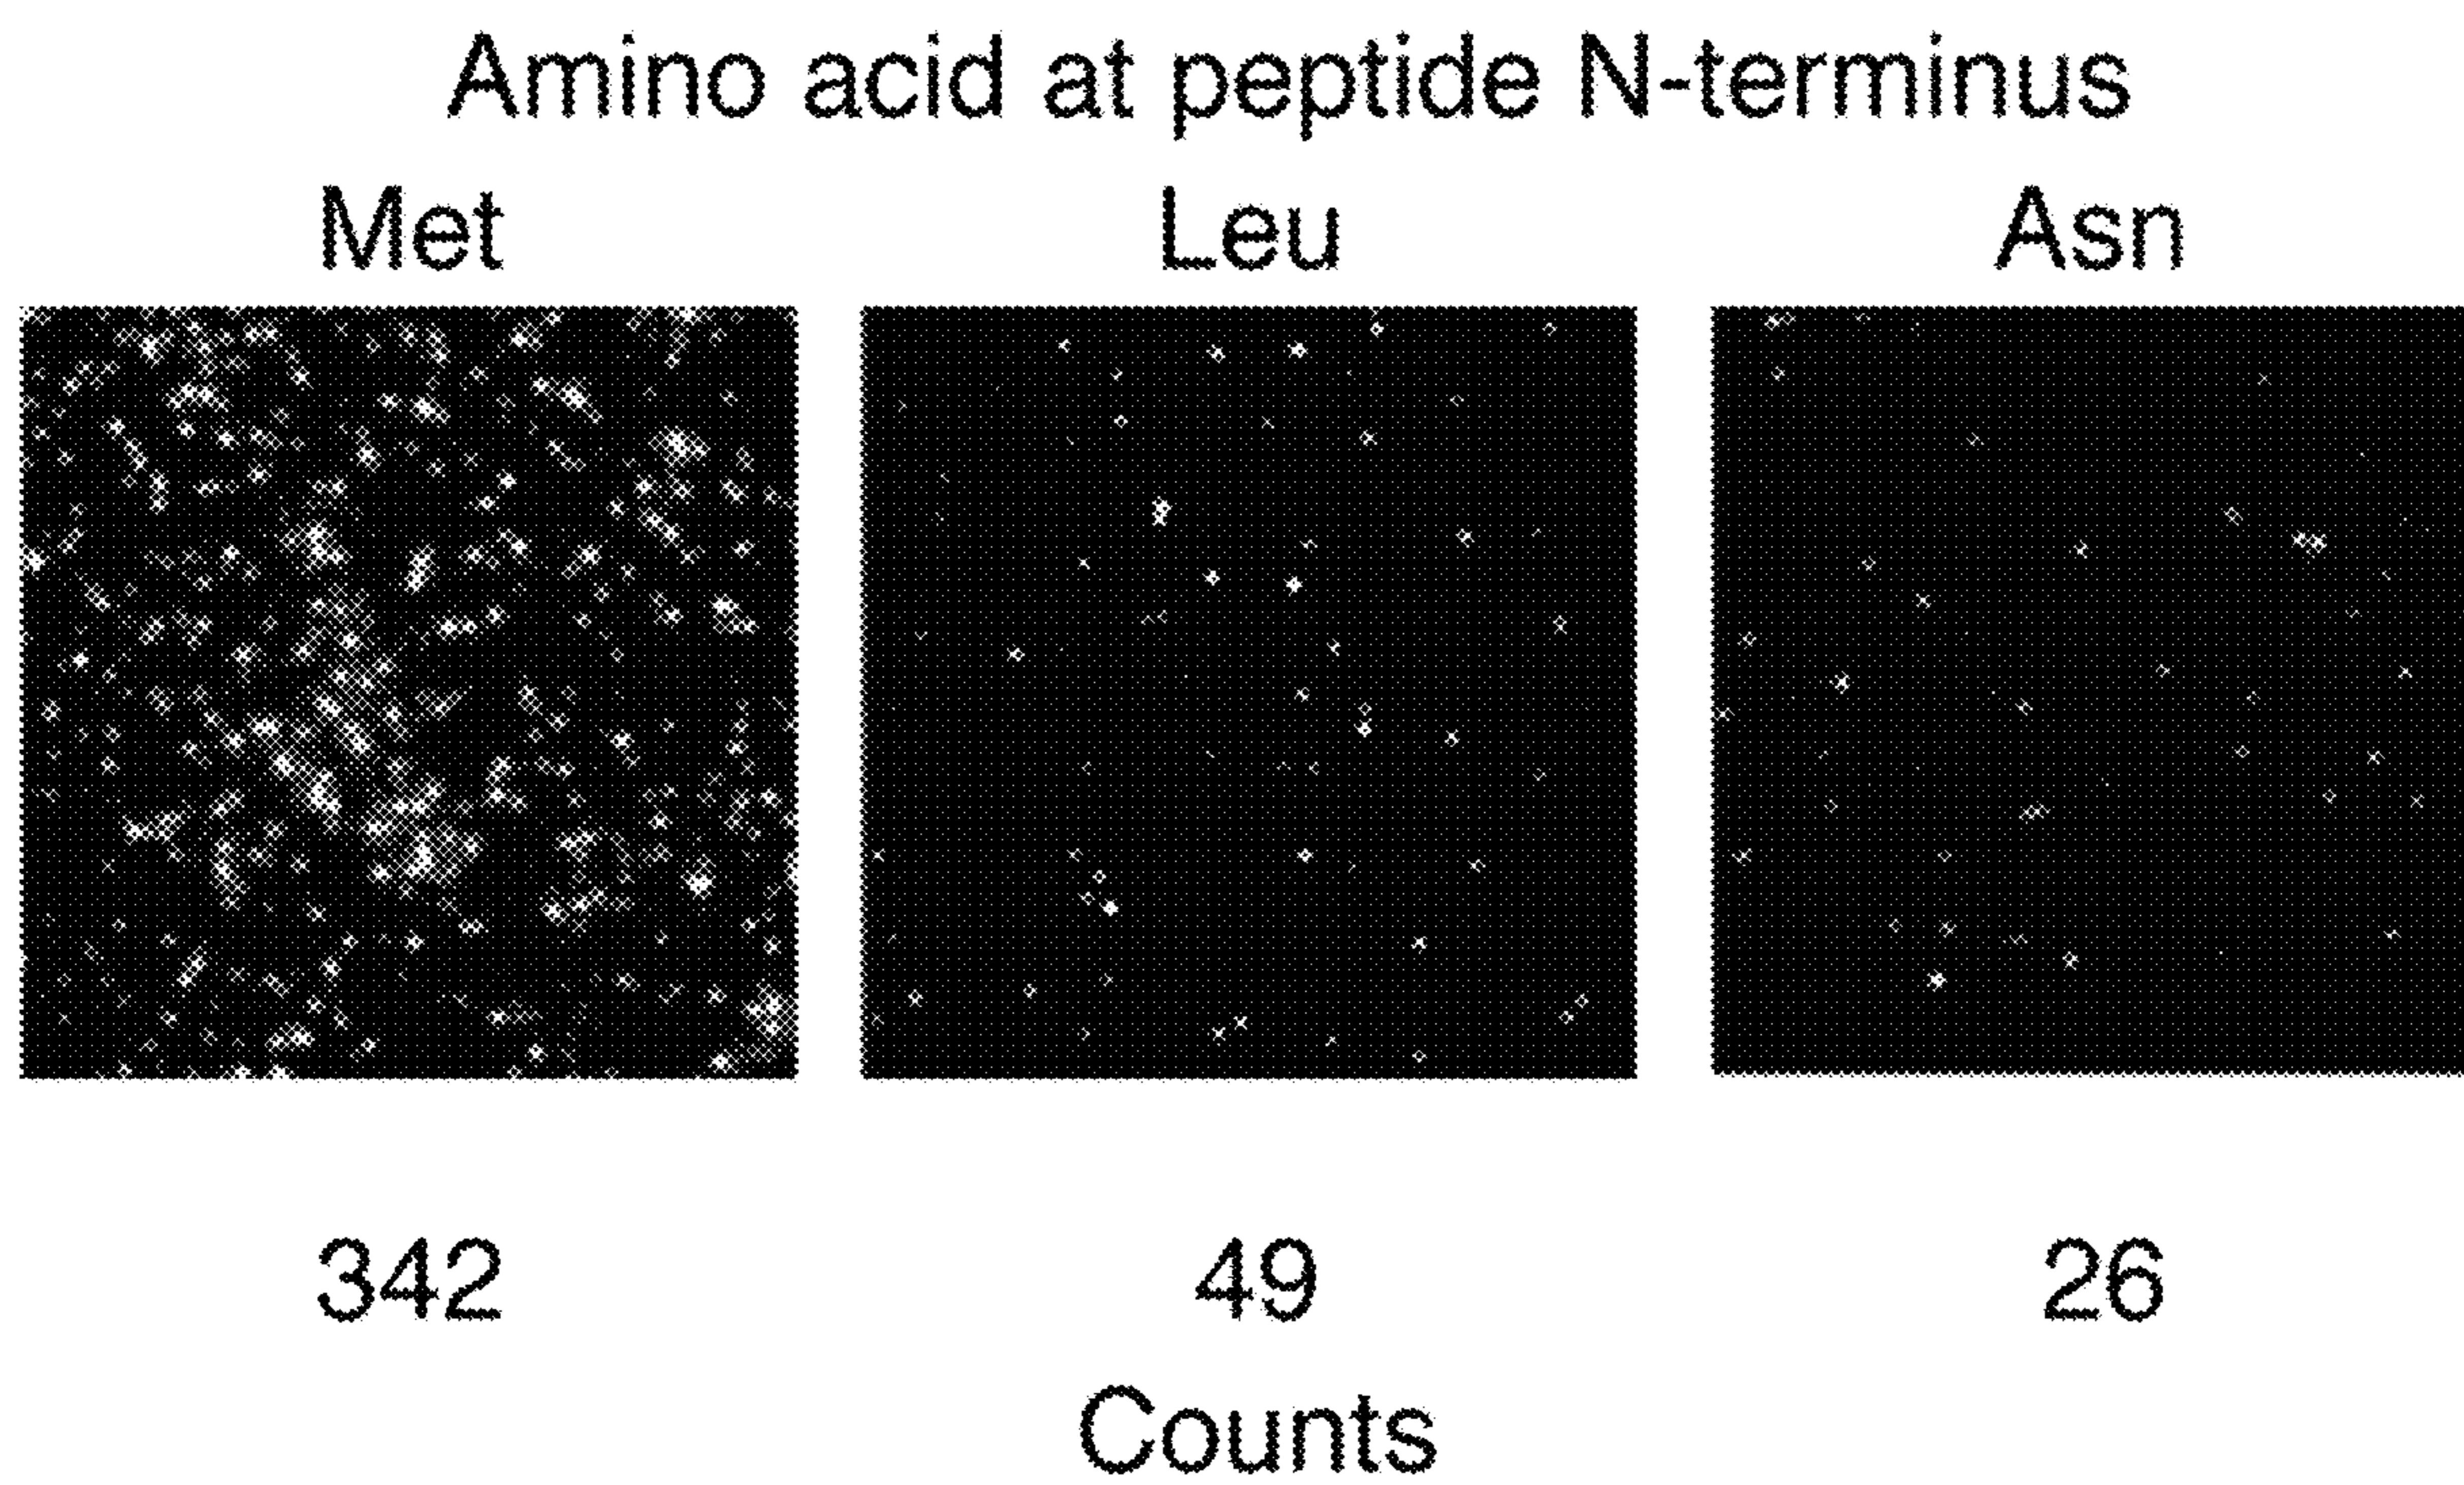 Amino acid at peptide N-terminus
Met Leu Asn
342 49 26
Counts